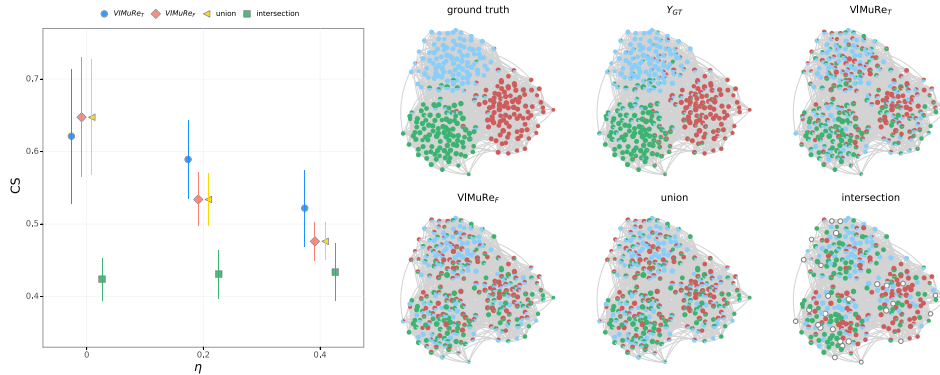 VIMuRe_T VIMuRe_F union intersection
CS
0.7
0.6
0.5
0.4
0 0.2 0.4
η
ground truth Y_GT VIMuRe_T
VIMuRe_F union intersection